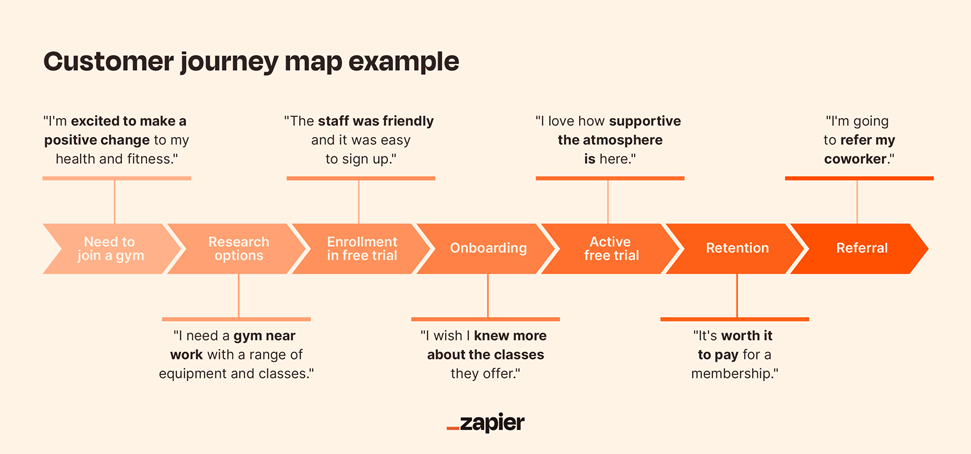 Customer journey map example
"I'm excited to make a
positive change to my
health and fitness."
"The staff was friendly
and it was easy
to sign up."
"I love how supportive
the atmosphere
is here."
"I'm going
to refer my
coworker."
Need to
join a gym
Research
options
Enrollment
in free trial
Onboarding
Active
free trial
Retention
Referral
"I need a gym near
work with a range of
equipment and classes."
"I wish I knew more
about the classes
they offer."
"It's worth it
to pay for a
membership."
_zapier